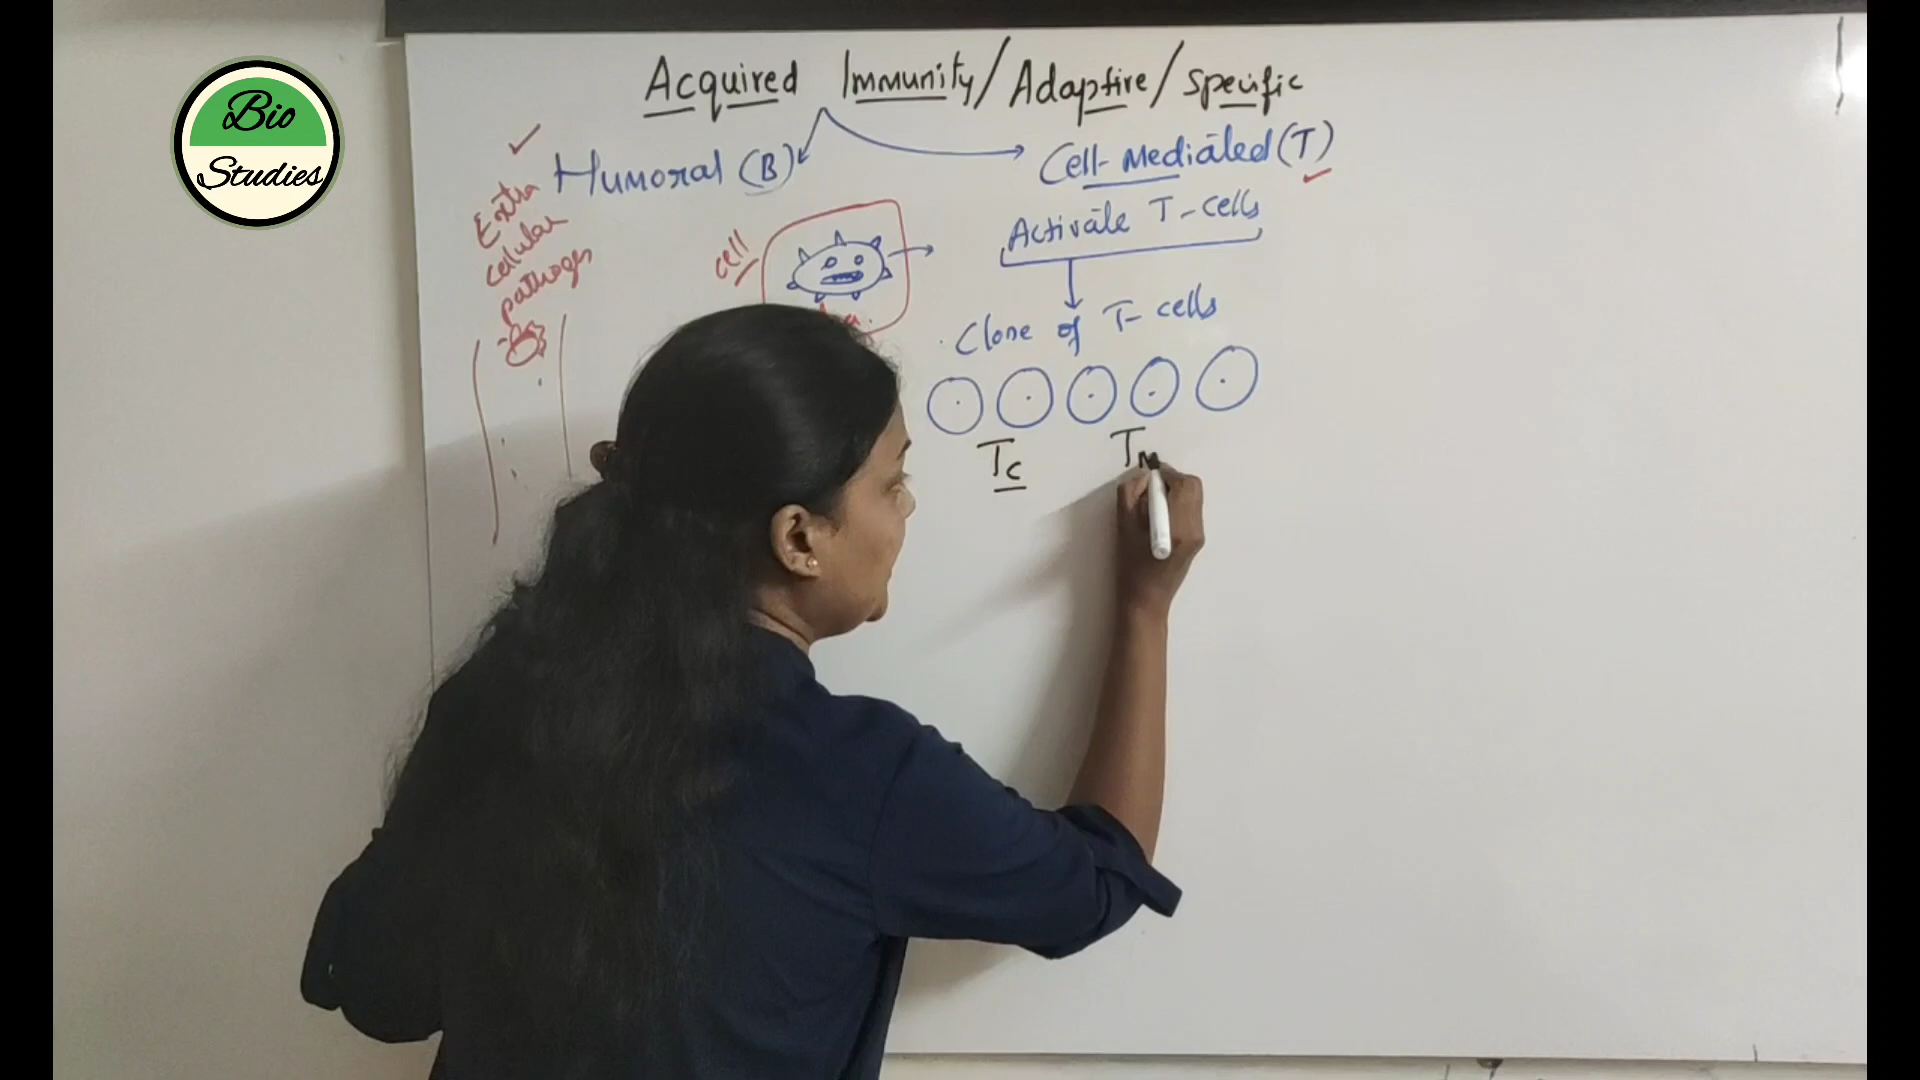 Bio
Studies
Acquired Immunity/Adaptive/Specific
Humoral (B)
Cell-Mediated (T)
Extra
cellular
pathoges
cell
Activate T-cells
Clone of T-cells
Tc
TM